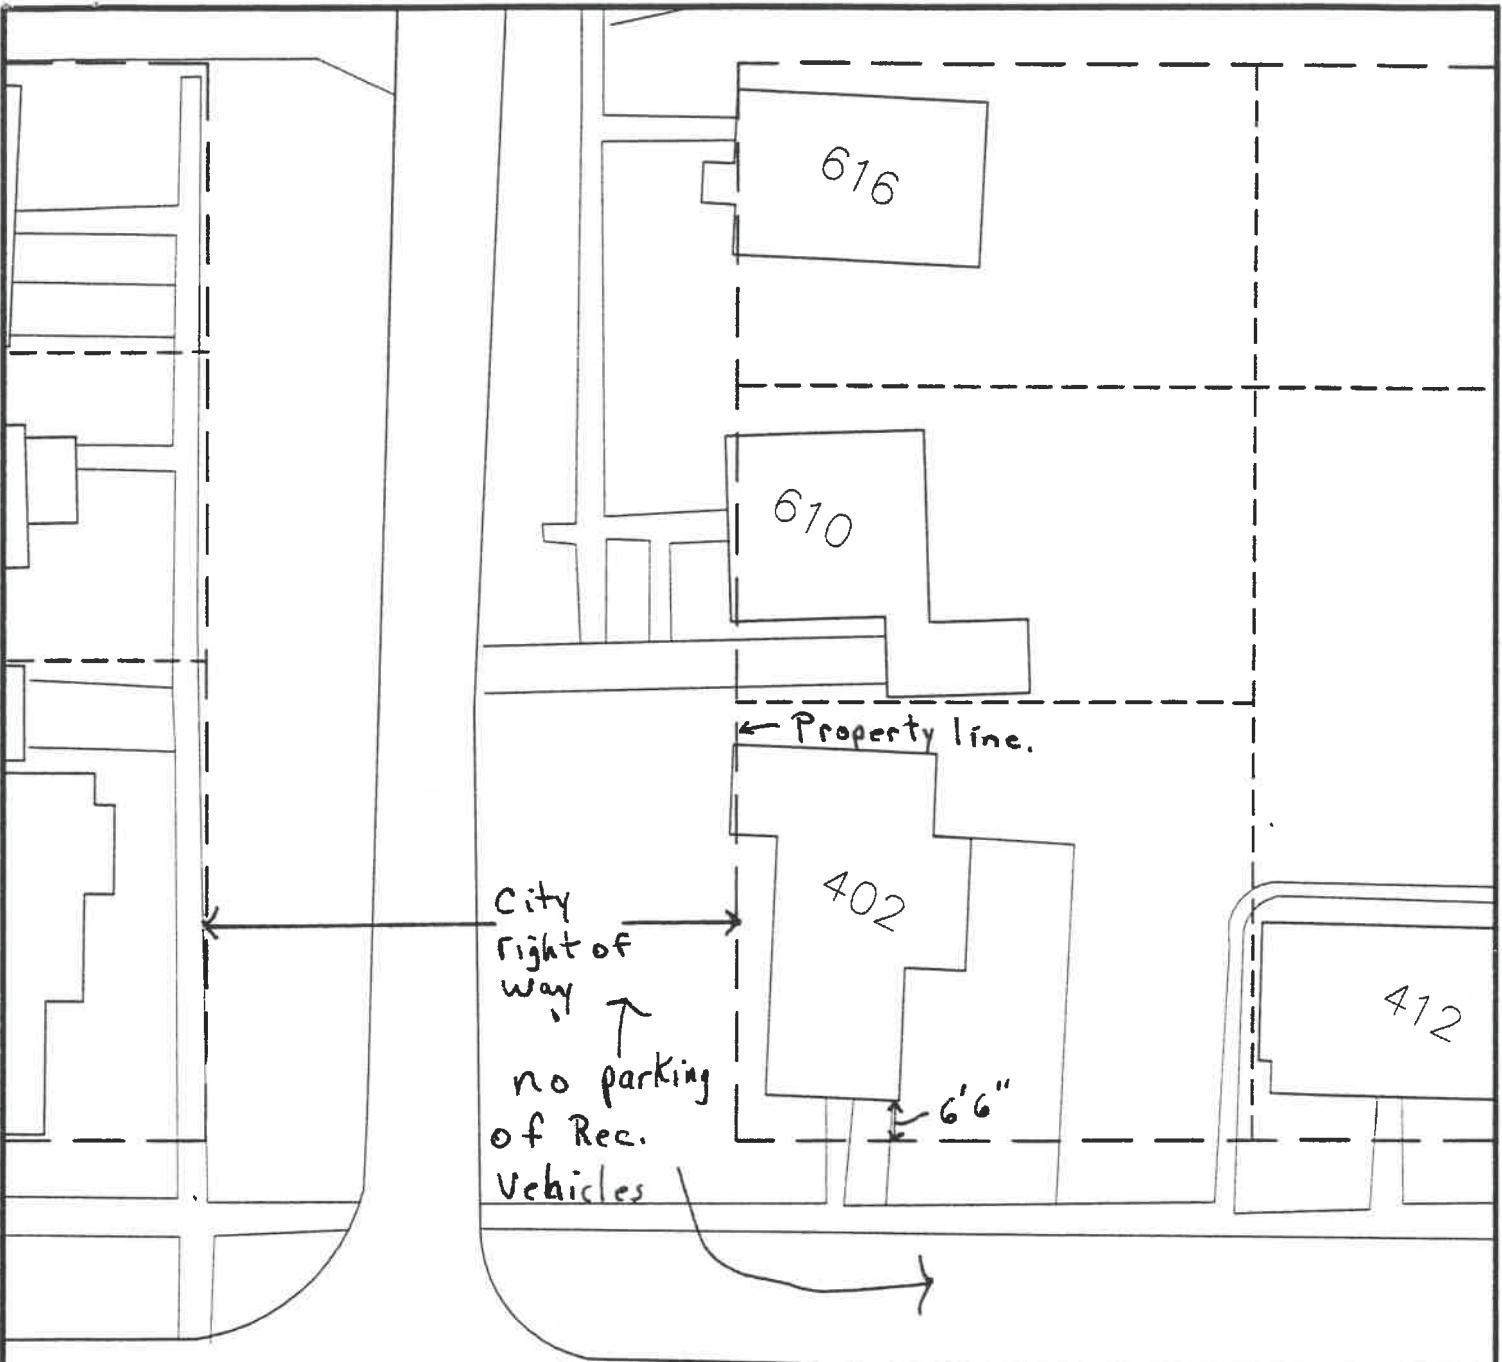 616
610
← Property line.
402
City
right of
way
412
no parking
of Rec.
Vehicles
6'6"